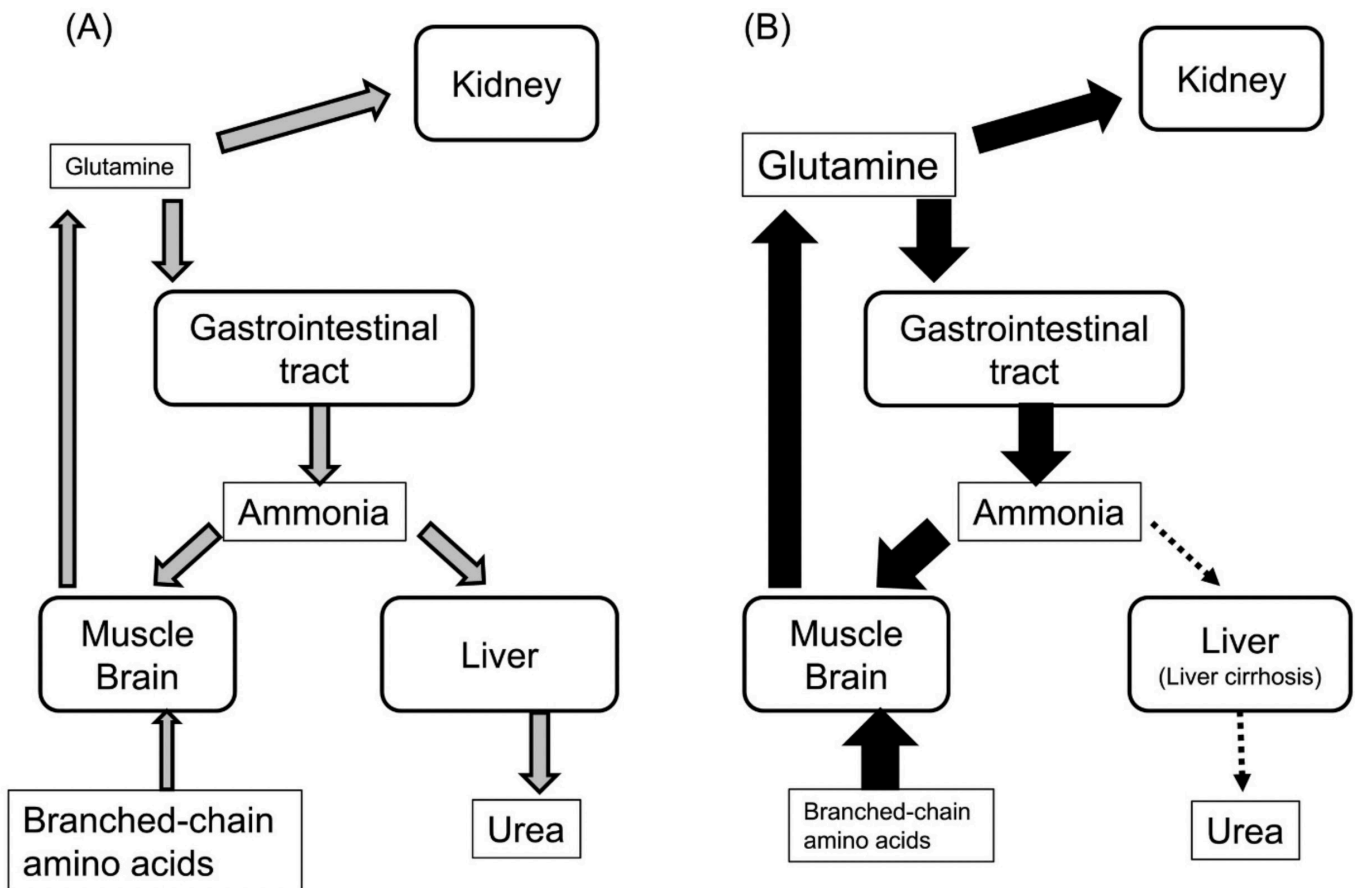 (A)
Kidney
Glutamine
Gastrointestinal
tract
Ammonia
Muscle
Brain
Liver
Branched-chain
amino acids
Urea
(B)
Kidney
Glutamine
Gastrointestinal
tract
Ammonia
Muscle
Brain
Liver
(Liver cirrhosis)
Branched-chain
amino acids
Urea